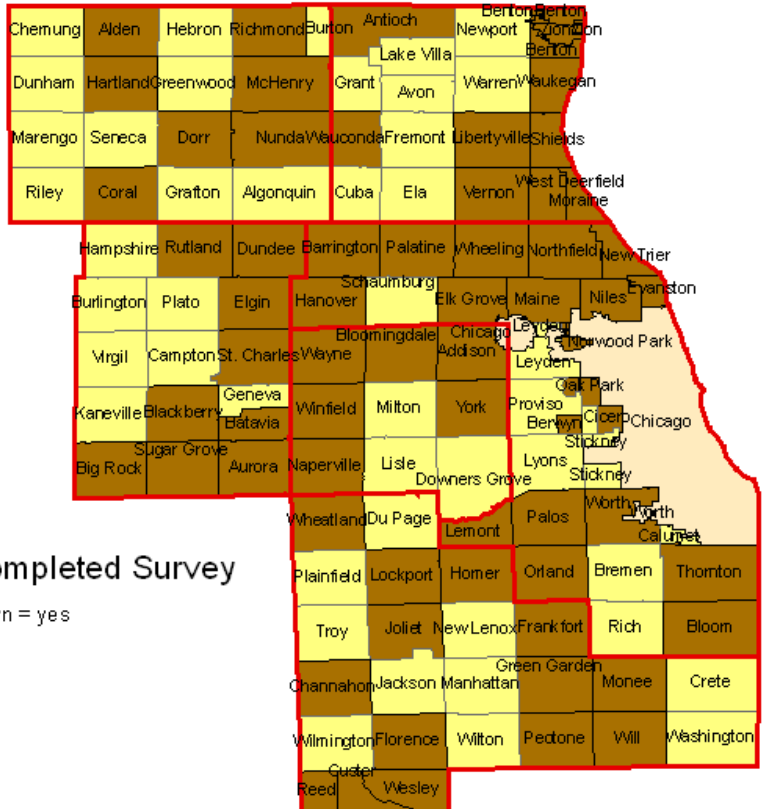 Chemung Alden Hebron Richmond Burton Antioch Newport Benton Benton
Zion Benton
Lake Villa
Dunham Hartland Greenwood McHenry Grant Avon Warren Waukegan
Marengo Seneca Dorr Nunda Wauconda Fremont Libertyville Shields
Riley Coral Grafton Algonquin Cuba Ela Vernon West Deerfield
Moraine
Hampshire Rutland Dundee Barrington Palatine Wheeling Northfield New Trier
Schaumburg Evanston
Burlington Plato Elgin Hanover Elk Grove Maine Niles
Bloomingdale Chicago Leyden
Virgil Campton St. Charles Wayne Addison Leyden Norwood Park
Geneva Oak Park
Kaneville Blackberry Batavia Winfield Milton York Proviso Berwyn Cicero Chicago
Sugar Grove Stickney
Big Rock Aurora Naperville Lisle Downers Grove Lyons Stickney
Worth
Wheatland Du Page Lemont Palos Worth
Calumet
ompleted Survey
Plainfield Lockport Homer Orland Bremen Thornton
n = yes
Troy Joliet New Lenox Frankfort Rich Bloom
Green Garden
Channahon Jackson Manhattan Monee Crete
Wilmington Florence Wilton Peotone Will Washington
Custer
Reed Wesley